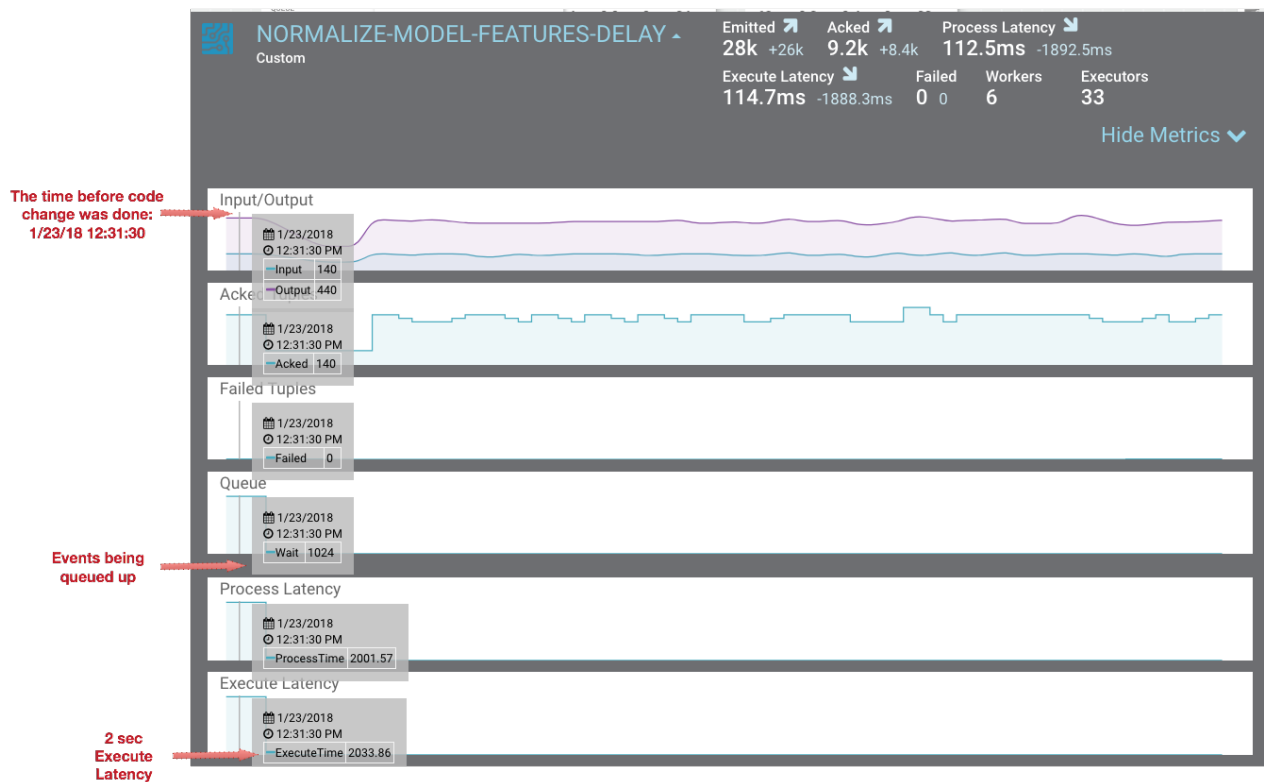 NORMALIZE-MODEL-FEATURES-DELAY
Custom
Emitted Acked Process Latency
28k +26k 9.2k +8.4k 112.5ms -1892.5ms
Execute Latency Failed Workers Executors
114.7ms -1888.3ms 0 0 6 33
Hide Metrics
The time before code
change was done:
1/23/18 12:31:30
Input/Output
1/23/2018
12:31:30 PM
Input 140
Output 440
Acked Tuples
1/23/2018
12:31:30 PM
Acked 140
Failed Tuples
1/23/2018
12:31:30 PM
Failed 0
Queue
1/23/2018
12:31:30 PM
Wait 1024
Events being
queued up
Process Latency
1/23/2018
12:31:30 PM
ProcessTime 2001.57
Execute Latency
1/23/2018
12:31:30 PM
ExecuteTime 2033.86
2 sec
Execute
Latency